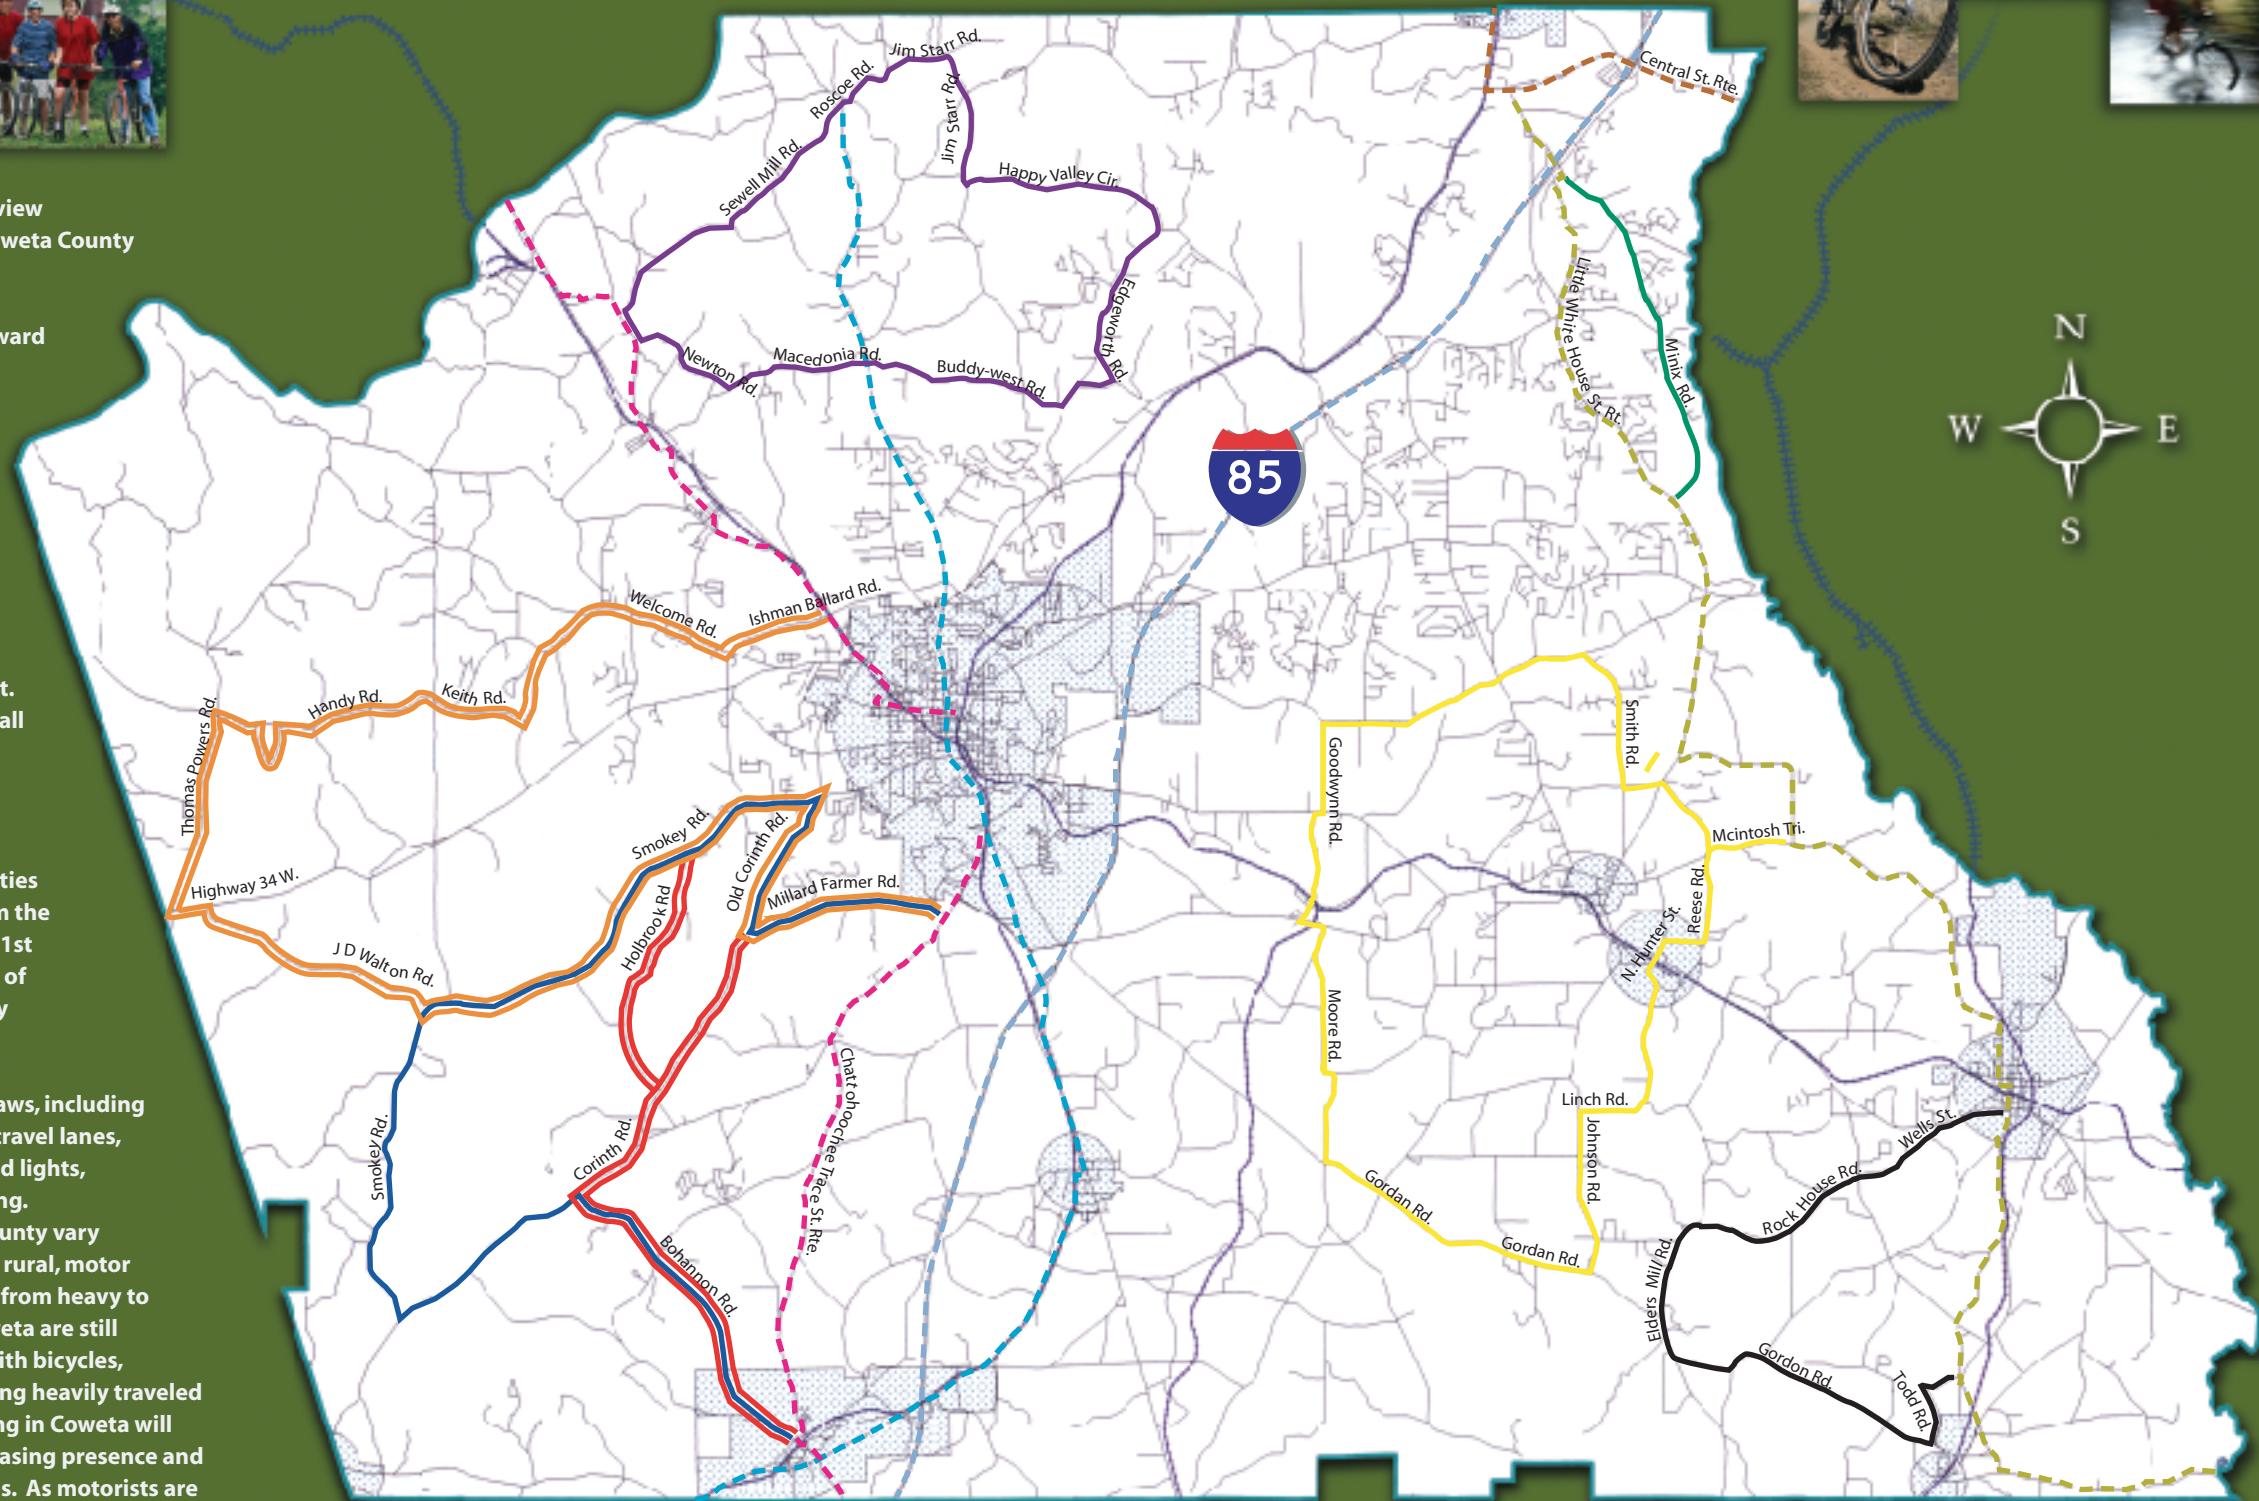 view
weta County
ward
t.
all
ties
n the
1st
of
y
aws, including
travel lanes,
d lights,
ng.
unty vary
rural, motor
from heavy to
eta are still
ith bicycles,
ng heavily traveled
ng in Coweta will
easing presence and
s.  As motorists are
Jim Starr Rd.
Roscoe Rd.
Jim Starr Rd.
Sewell Mill Rd.
Happy Valley Cir.
Edgeworth Rd.
Newton Rd.
Macedonia Rd.
Buddy-west Rd.
Central St. Rte.
Little White House St. Rt.
Minix Rd.
85
N
W
E
S
Welcome Rd.
Ishman Ballard Rd.
Handy Rd.
Keith Rd.
Thomas Powers Rd.
Highway 34 W.
J D Walton Rd.
Smokey Rd.
Old Corinth Rd.
Holbrook Rd
Millard Farmer Rd.
Smokey Rd.
Corinth Rd.
Bohannon Rd.
Chattohoochee Trace St. Rte.
Goodwynn Rd.
Smith Rd.
Mcintosh Tri.
Reese Rd.
N. Hunter St.
Moore Rd.
Linch Rd.
Johnson Rd.
Gordan Rd.
Gordan Rd.
Wells St.
Rock House Rd.
Elders Mill Rd.
Gordon Rd.
Todd Rd.